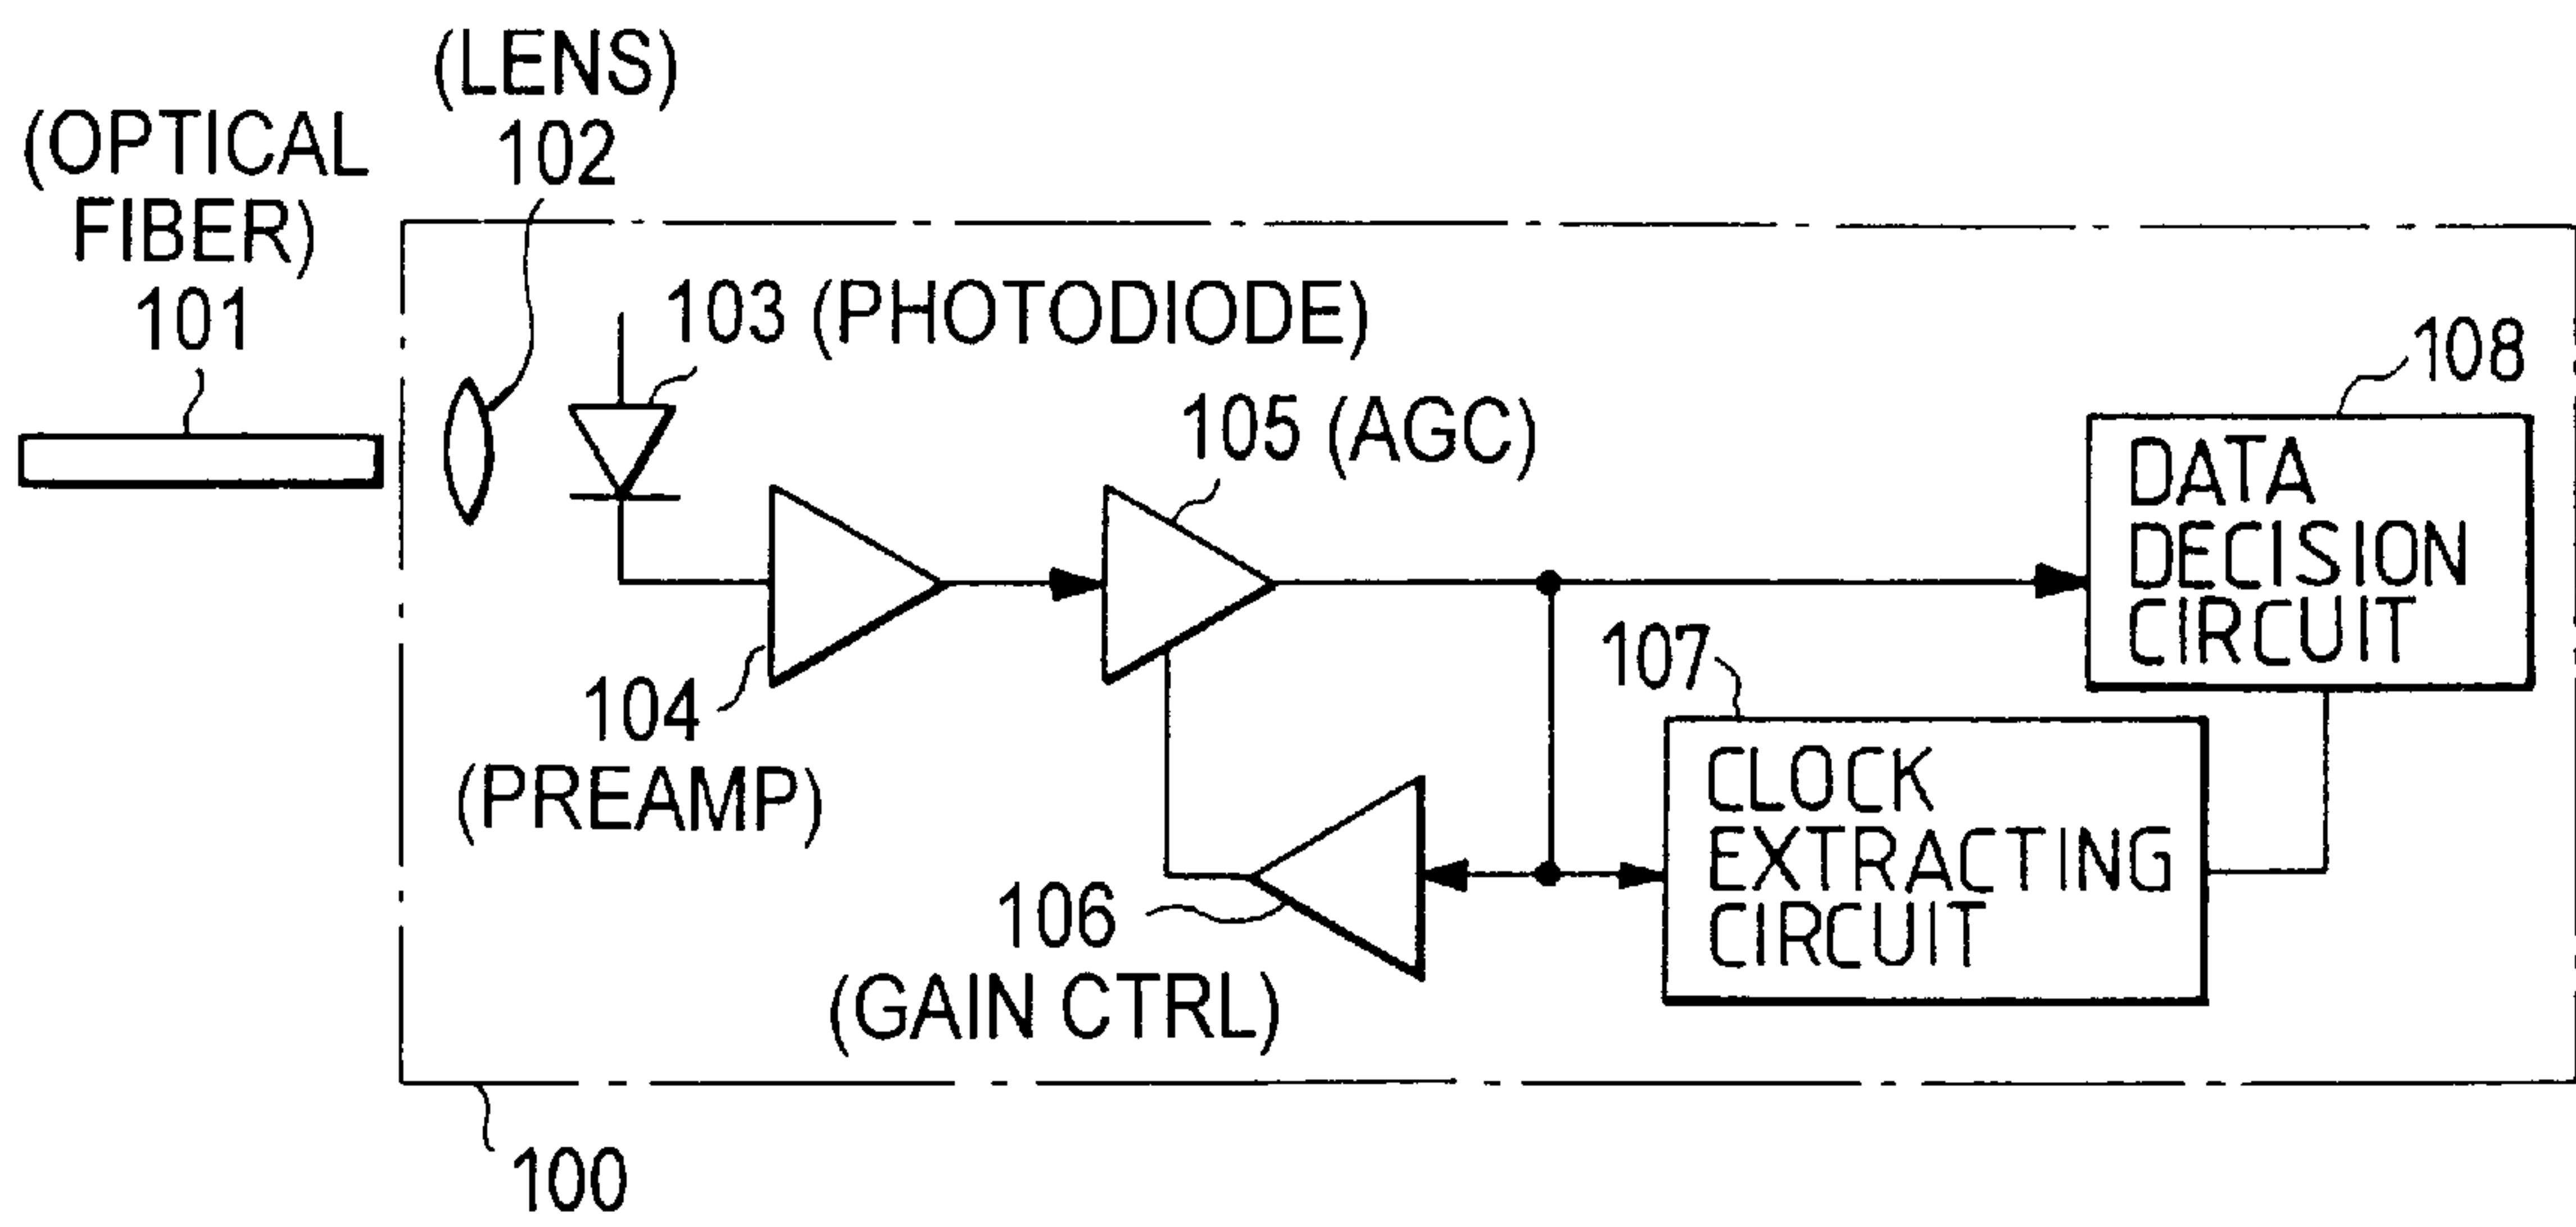 (LENS)
102
(OPTICAL
FIBER)
101
103 (PHOTODIODE)
105 (AGC)
108
DATA
DECISION
CIRCUIT
104
(PREAMP)
107
CLOCK
EXTRACTING
CIRCUIT
106
(GAIN CTRL)
100